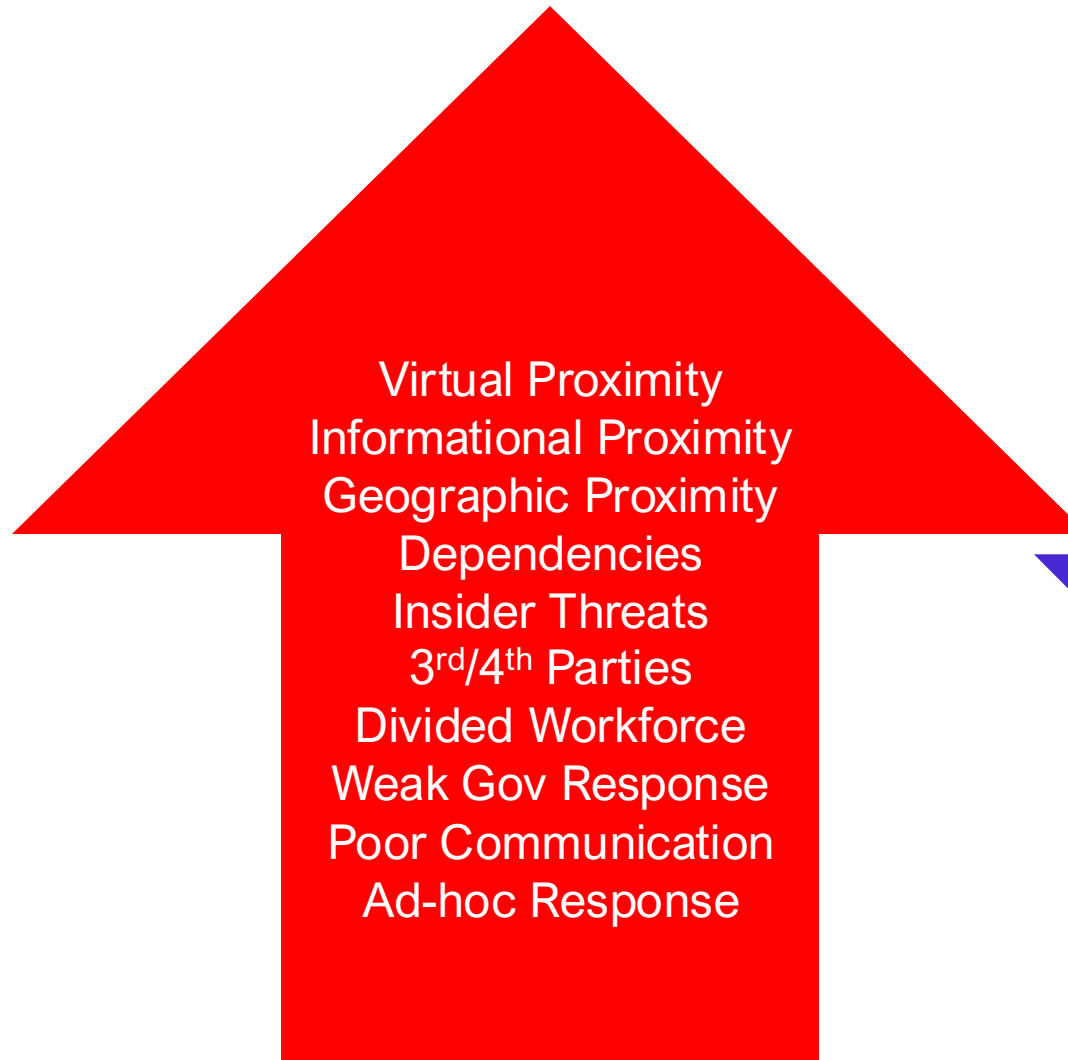 Virtual Proximity
Informational Proximity
Geographic Proximity
Dependencies
Insider Threats
3rd/4th Parties
Divided Workforce
Weak Gov Response
Poor Communication
Ad-hoc Response